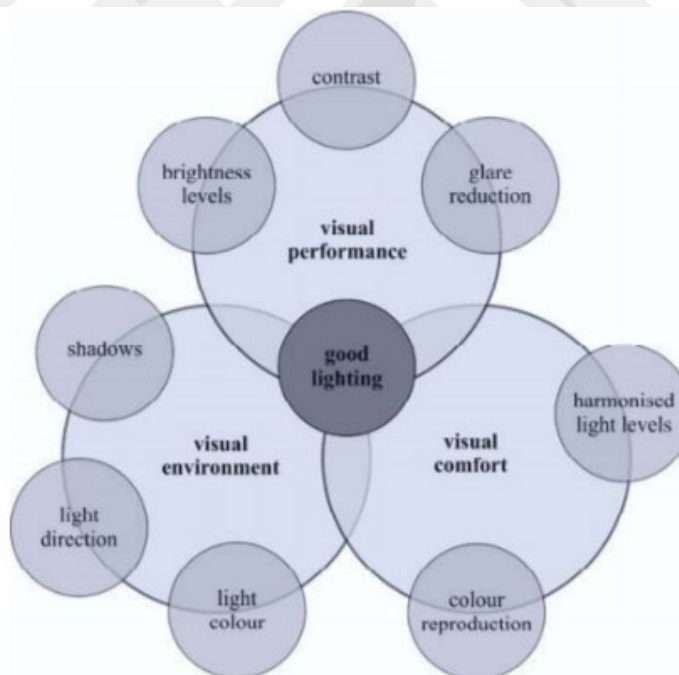 contrast
brightness
levels
glare
reduction
visual
performance
shadows
good
lighting
harmonised
light levels
visual
environment
visual
comfort
light
direction
light
colour
colour
reproduction